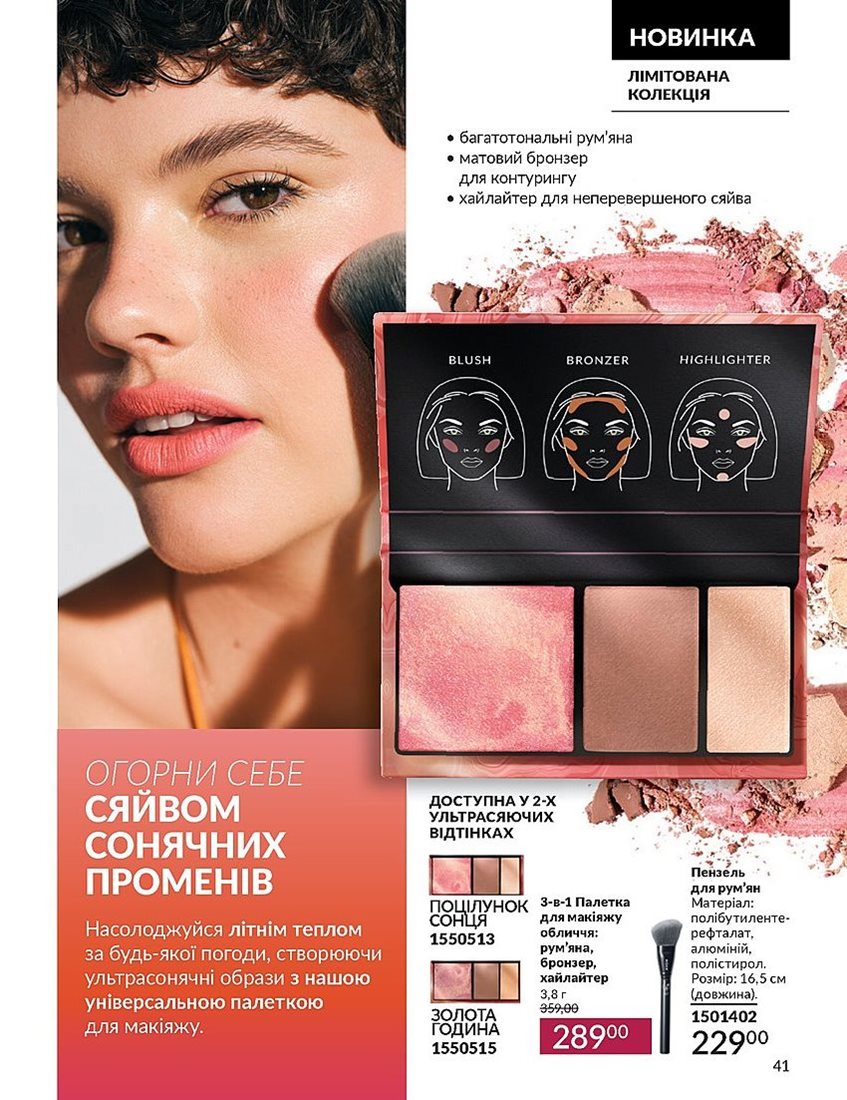 НОВИНКА
ЛІМІТОВАНА
КОЛЕКЦІЯ
• багатотональні рум’яна
• матовий бронзер
для контурингу
• хайлайтер для неперевершеного сяйва
BLUSH
BRONZER
HIGHLIGHTER
ОГОРНИ СЕБЕ
СЯЙВОМ
СОНЯЧНИХ
ПРОМЕНІВ
Насолоджуйся літнім теплом
за будь-якої погоди, створюючи
ультрасонячні образи з нашою
універсальною палеткою
для макіяжу.
ДОСТУПНА У 2-Х
УЛЬТРАСЯЮЧИХ
ВІДТІНКАХ
ПОЦІЛУНОК
СОНЦЯ
1550513
ЗОЛОТА
ГОДИНА
1550515
3-в-1 Палетка
для макіяжу
обличчя:
рум’яна,
бронзер,
хайлайтер
3,8 г
359,00
289⁰⁰
Пензель
для рум’ян
Матеріал:
полібутиленте-
рефталат,
алюміній,
полістирол.
Розмір: 16,5 см
(довжина).
1501402
229⁰⁰
41